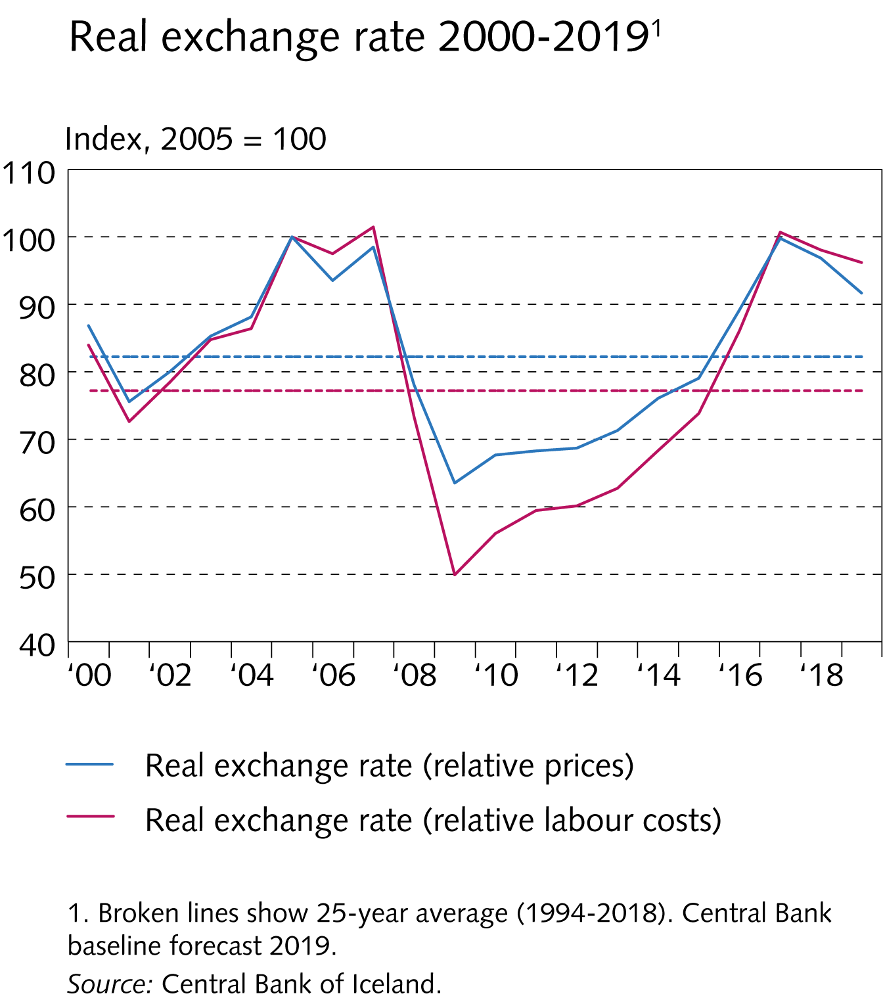 Real exchange rate 2000-2019¹
Index, 2005 = 100
110
100
90
80
70
60
50
40
‘00 ‘02 ‘04 ‘06 ‘08 ‘10 ‘12 ‘14 ‘16 ‘18
Real exchange rate (relative prices)
Real exchange rate (relative labour costs)
1. Broken lines show 25-year average (1994-2018). Central Bank
baseline forecast 2019.
Source: Central Bank of Iceland.